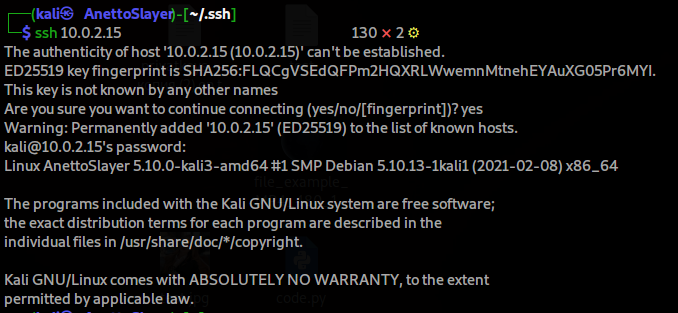 (kali㉿ AnettoSlayer)-[~/.ssh]
$ ssh 10.0.2.15 130 ⨯ 2 ⚙
The authenticity of host '10.0.2.15 (10.0.2.15)' can't be established.
ED25519 key fingerprint is SHA256:FLQCgVSEdQFPm2HQXRLWwemnMtnehEYAuXG05Pr6MYI.
This key is not known by any other names
Are you sure you want to continue connecting (yes/no/[fingerprint])? yes
Warning: Permanently added '10.0.2.15' (ED25519) to the list of known hosts.
kali@10.0.2.15's password:
Linux AnettoSlayer 5.10.0-kali3-amd64 #1 SMP Debian 5.10.13-1kali1 (2021-02-08) x86_64
file_example_
The programs included with the Kali GNU/Linux system are free software;
the exact distribution terms for each program are described in the
individual files in /usr/share/doc/*/copyright.
Kali GNU/Linux comes with ABSOLUTELY NO WARRANTY, to the extent
permitted by applicable law.
code.py